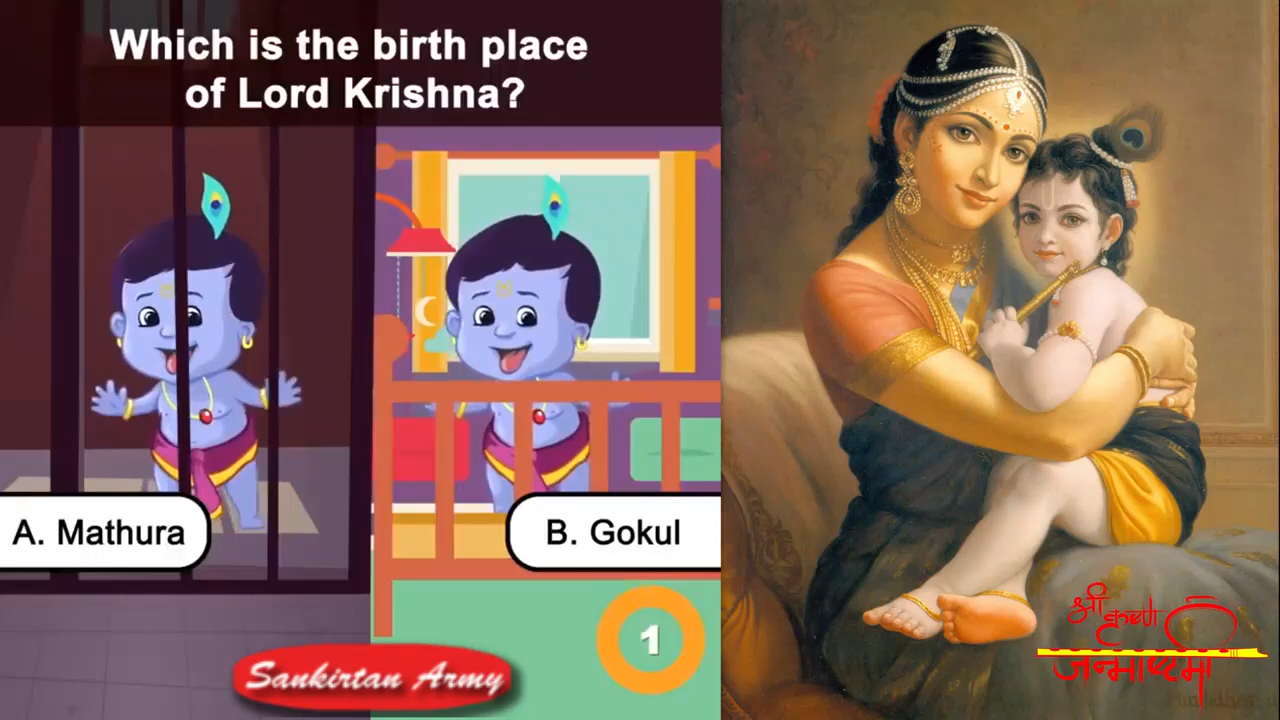 Which is the birth place
of Lord Krishna?
A. Mathura
B. Gokul
1
Sankirtan Army
श्री कृष्ण
जन्माष्टमी